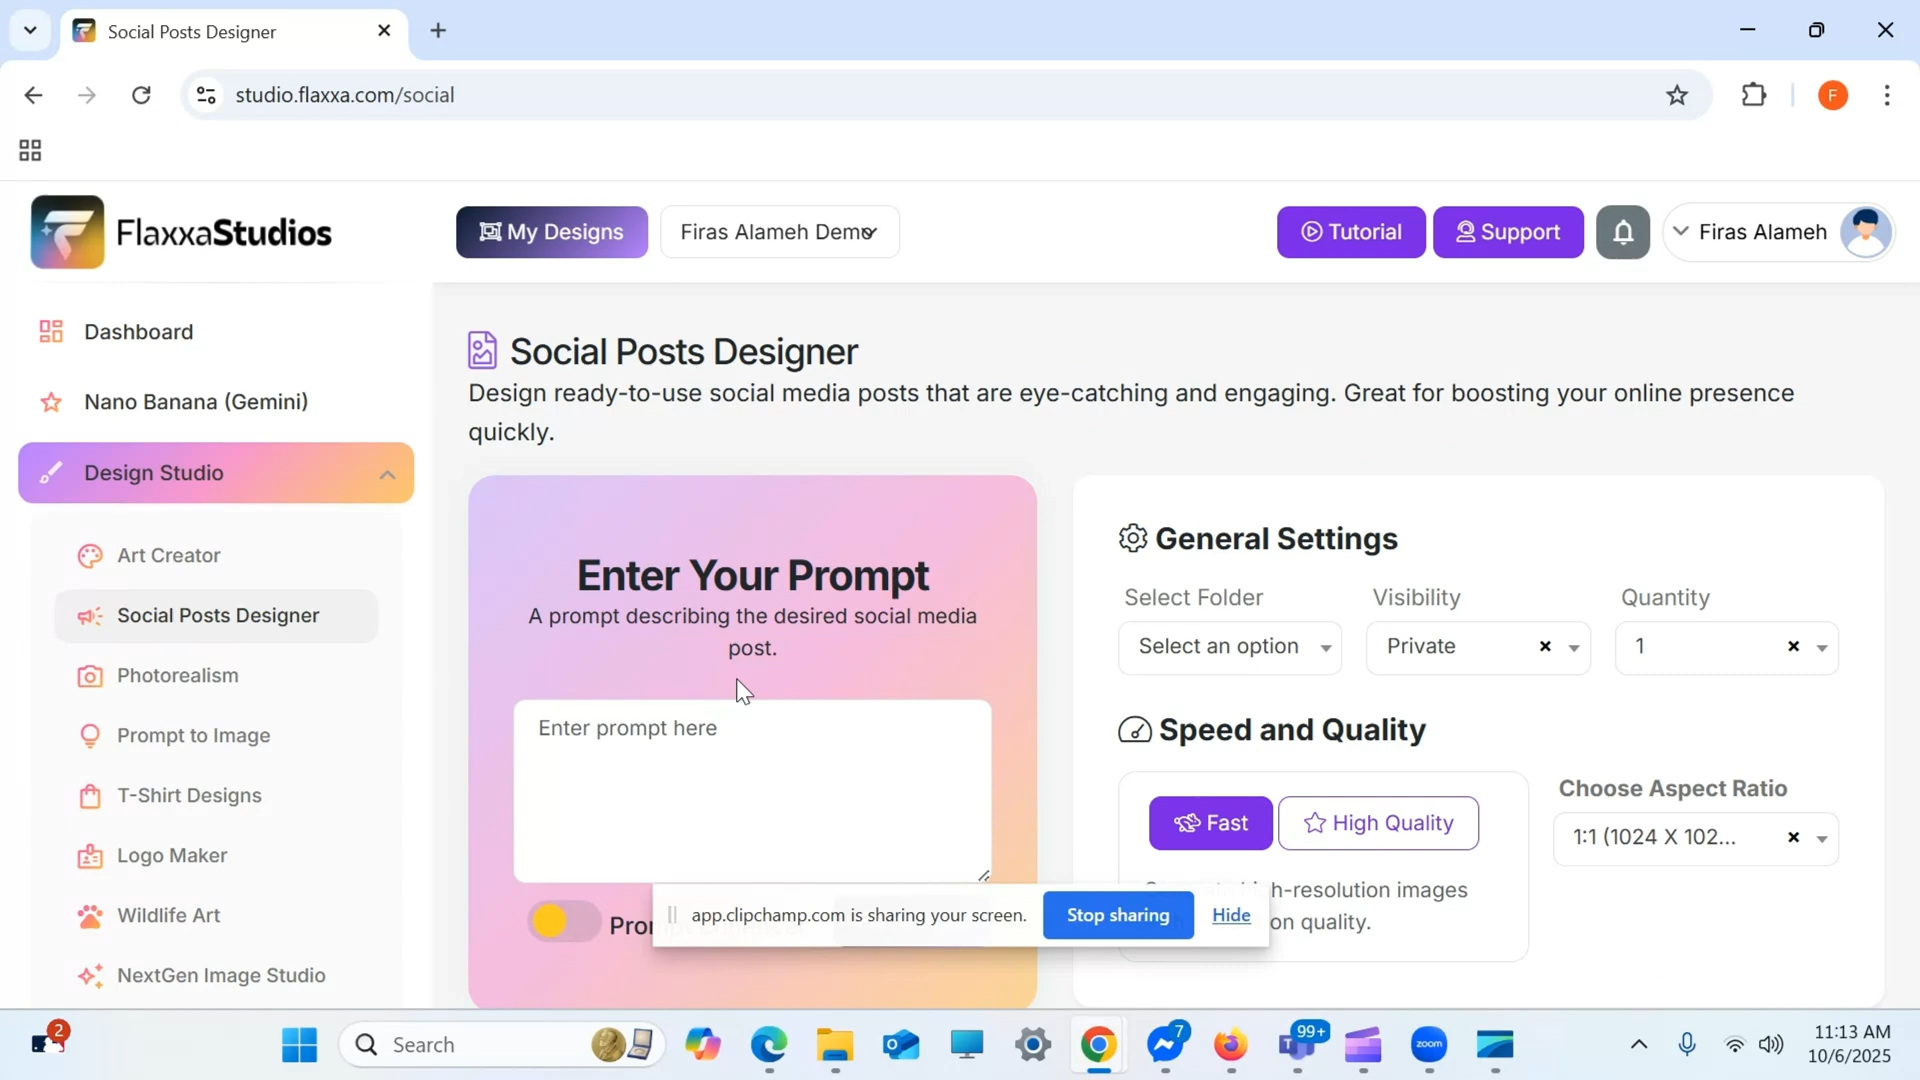 Social Posts Designer
studio.flaxxa.com/social
F
FlaxxaStudios
My Designs
Firas Alameh Demo
Tutorial
Support
Firas Alameh
Dashboard
Nano Banana (Gemini)
Design Studio
Art Creator
Social Posts Designer
Photorealism
Prompt to Image
T-Shirt Designs
Logo Maker
Wildlife Art
NextGen Image Studio
Social Posts Designer
Design ready-to-use social media posts that are eye-catching and engaging. Great for boosting your online presence
quickly.
Enter Your Prompt
A prompt describing the desired social media
post.
Enter prompt here
General Settings
Select Folder
Visibility
Quantity
Select an option
Private
1
Speed and Quality
Fast
High Quality
Choose Aspect Ratio
1:1 (1024 X 102...
h-resolution images
on quality.
app.clipchamp.com is sharing your screen.
Stop sharing
Hide
2
Search
7
99+
zoom
11:13 AM
10/6/2025